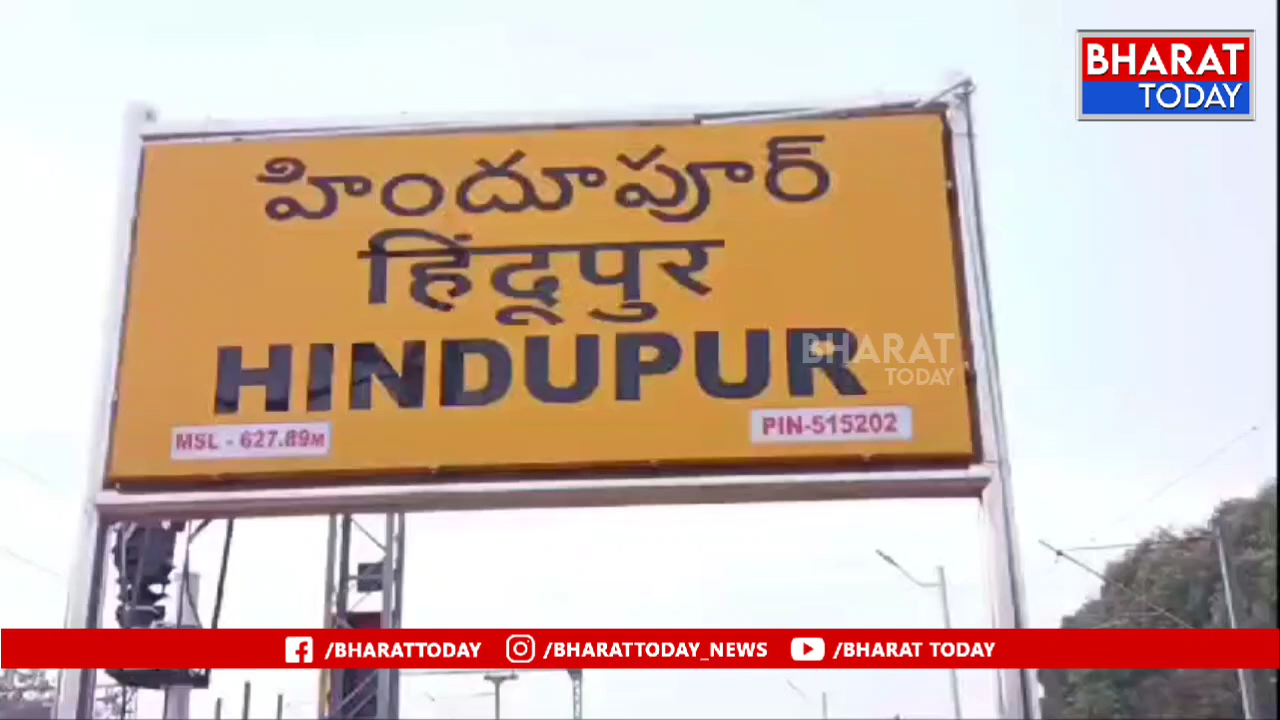 BHARAT
TODAY
హిందూపూర్
हिंदूपुर
HINDUPUR
BHARAT
TODAY
MSL - 627.89M
PIN-515202
/BHARATTODAY /BHARATTODAY_NEWS /BHARAT TODAY